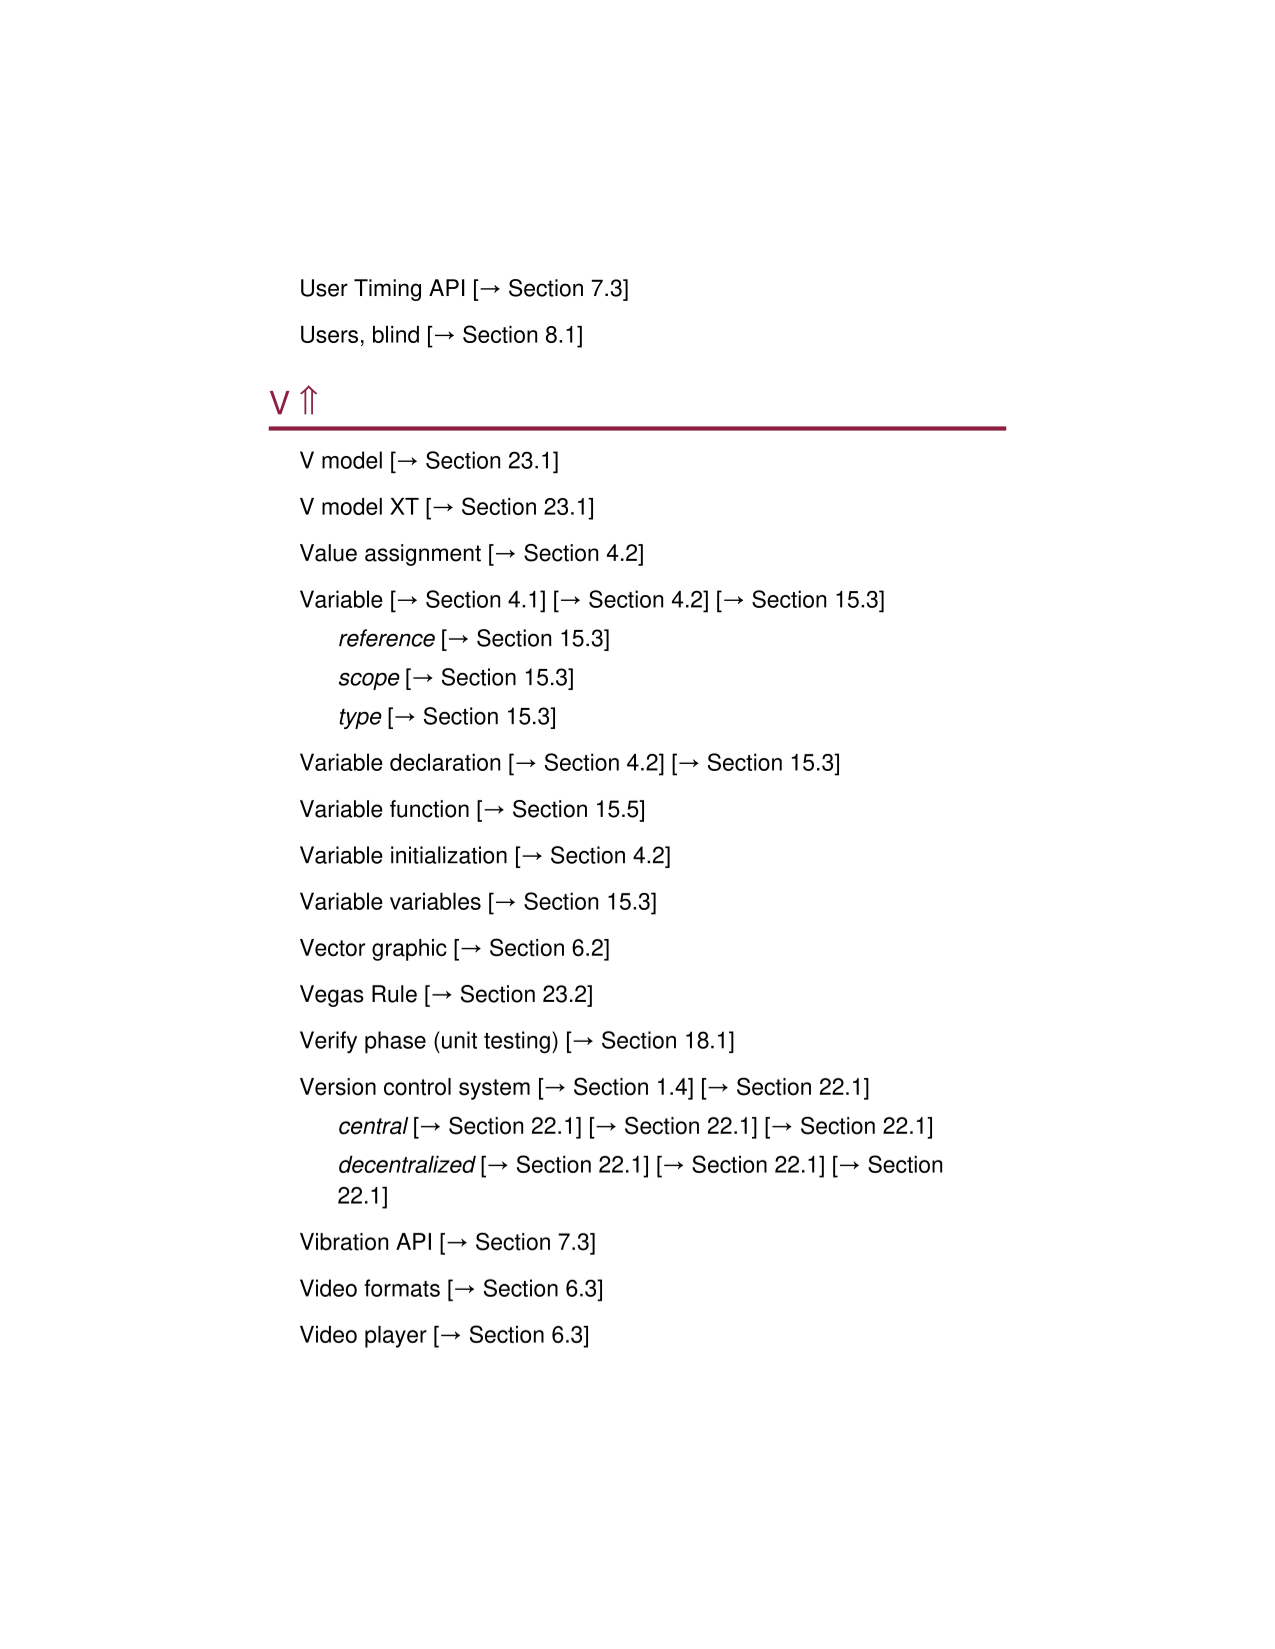 User Timing API [→ Section 7.3]
Users, blind [→ Section 8.1]
V ⇑
V model [→ Section 23.1]
V model XT [→ Section 23.1]
Value assignment [→ Section 4.2]
Variable [→ Section 4.1] [→ Section 4.2] [→ Section 15.3]
reference [→ Section 15.3]
scope [→ Section 15.3]
type [→ Section 15.3]
Variable declaration [→ Section 4.2] [→ Section 15.3]
Variable function [→ Section 15.5]
Variable initialization [→ Section 4.2]
Variable variables [→ Section 15.3]
Vector graphic [→ Section 6.2]
Vegas Rule [→ Section 23.2]
Verify phase (unit testing) [→ Section 18.1]
Version control system [→ Section 1.4] [→ Section 22.1]
central [→ Section 22.1] [→ Section 22.1] [→ Section 22.1]
decentralized [→ Section 22.1] [→ Section 22.1] [→ Section
22.1]
Vibration API [→ Section 7.3]
Video formats [→ Section 6.3]
Video player [→ Section 6.3]